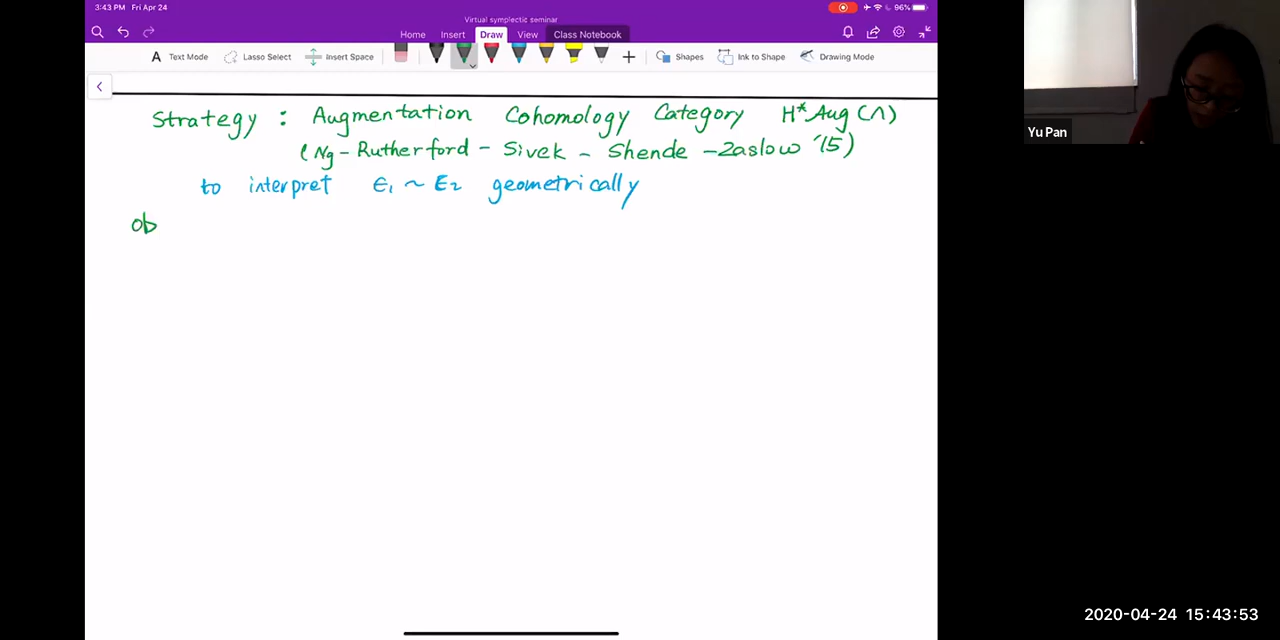 3:43 PM Fri Apr 24
96%
Virtual symplectic seminar
Home Insert Draw View Class Notebook
Text Mode Lasso Select Insert Space Shapes Ink to Shape Drawing Mode
Strategy : Augmentation Cohomology Category H* Aug (Λ)
(Ng - Rutherford - Sivek - Shende - Zaslow '15)
to interpret ε₁ ~ ε₂ geometrically
ob
Yu Pan
2020-04-24 15:43:53